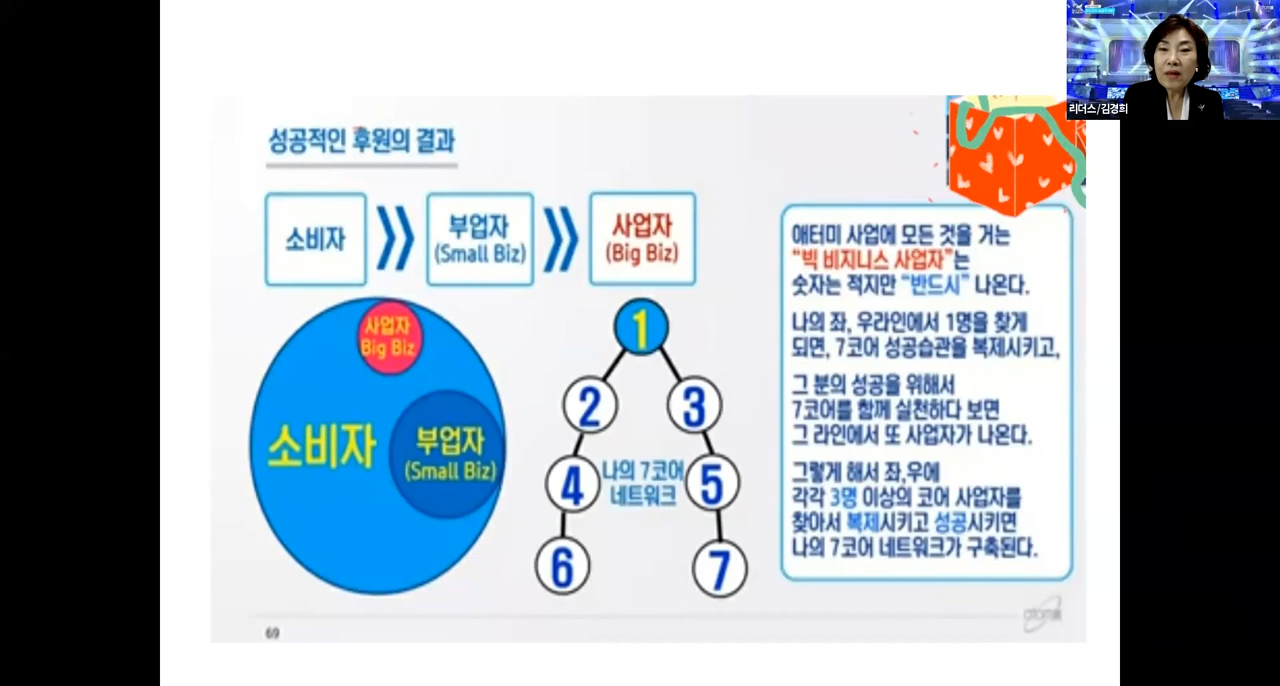 리더스/김경희
성공적인 후원의 결과
소비자
부업자
(Small Biz)
사업자
(Big Biz)
사업자
Big Biz
소비자
부업자
(Small Biz)
1
2
3
4
나의 7코어
네트워크
5
6
7
애터미 사업에 모든 것을 거는
“빅 비지니스 사업자”는
숫자는 적지만 “반드시” 나온다.
나의 좌, 우라인에서 1명을 찾게
되면, 7코어 성공습관을 복제시키고,
그 분의 성공을 위해서
7코어를 함께 실천하다 보면
그 라인에서 또 사업자가 나온다.
그렇게 해서 좌,우에
각각 3명 이상의 코어 사업자를
찾아서 복제시키고 성공시키면
나의 7코어 네트워크가 구축된다.
69